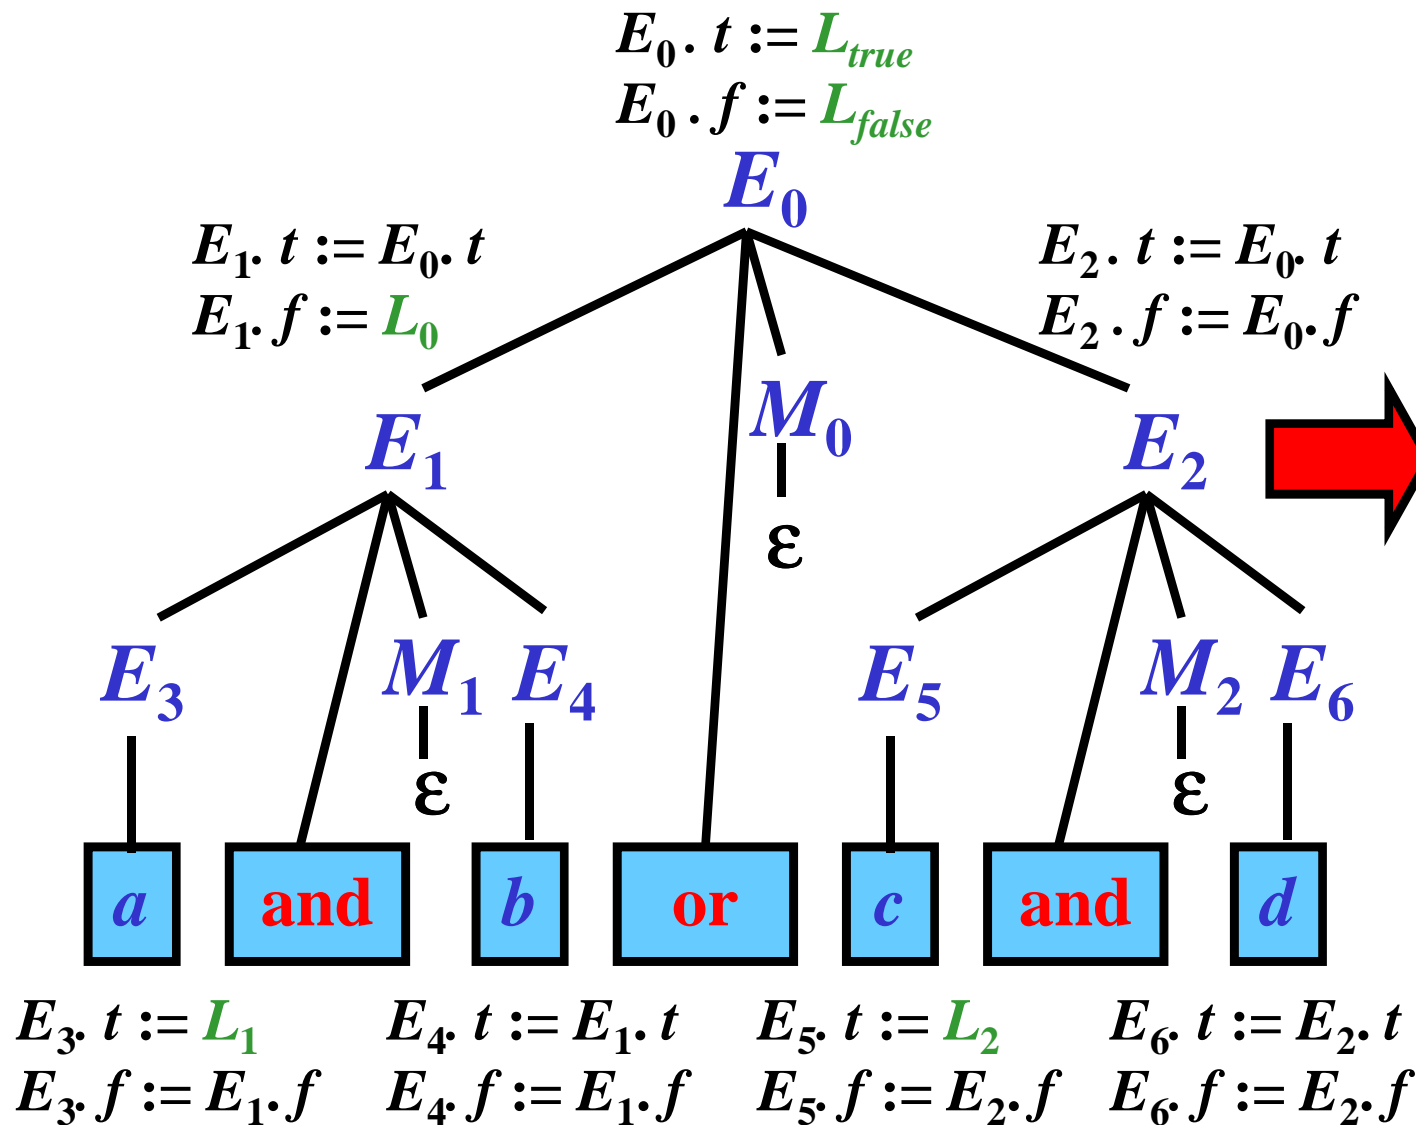 E₀. t := L_true
E₀. f := L_false
E₀
E₁. t := E₀. t
E₁. f := L₀
E₂. t := E₀. t
E₂. f := E₀. f
E₁
M₀
E₂
ε
E₃
M₁
E₄
E₅
M₂
E₆
ε
ε
a
and
b
or
c
and
d
E₃. t := L₁
E₃. f := E₁. f
E₄. t := E₁. t
E₄. f := E₁. f
E₅. t := L₂
E₅. f := E₂. f
E₆. t := E₂. t
E₆. f := E₂. f